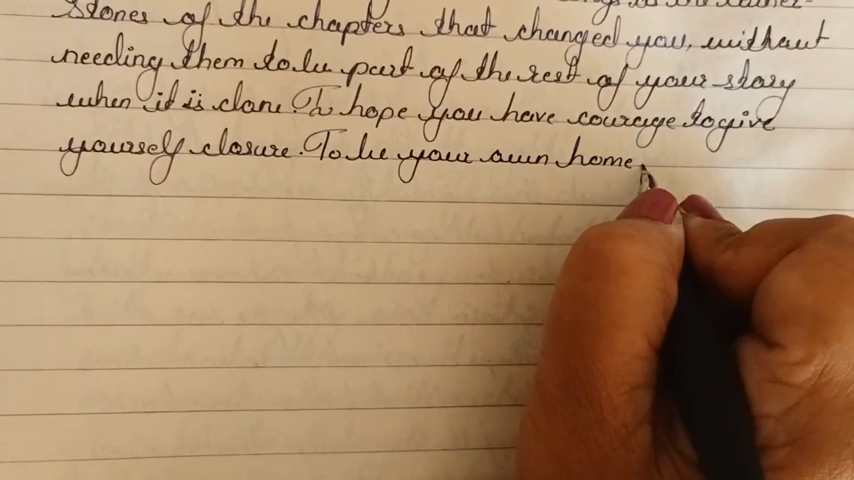 stones of the chapters that changed you, without
needing them to be part of the rest of your story
when it is done. To hope you have courage to give
yourself closure. To be your own home.